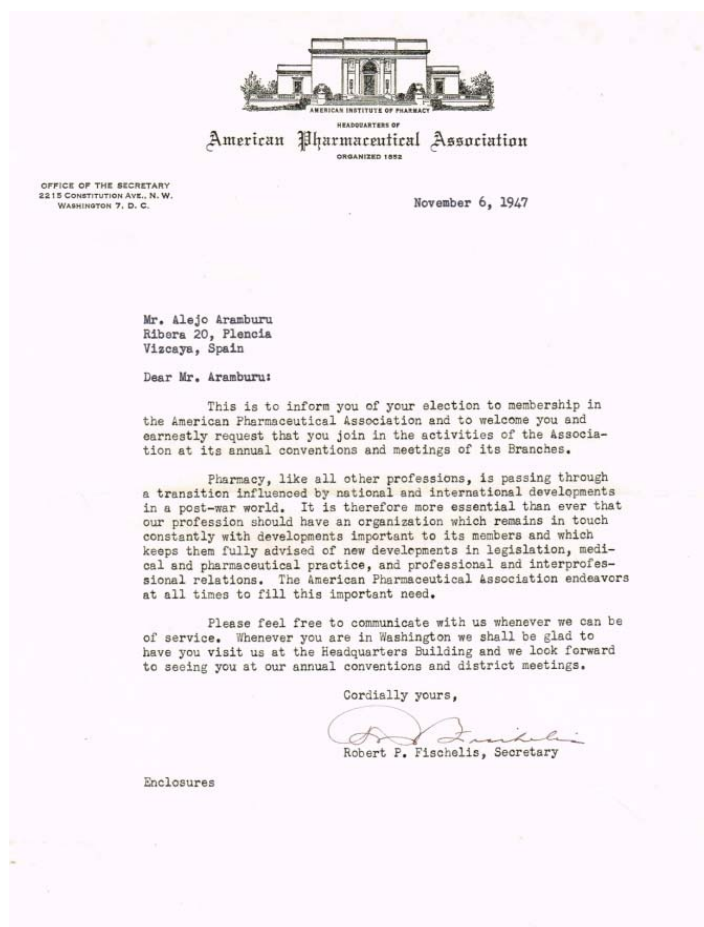 AMERICAN INSTITUTE OF PHARMACY
HEADQUARTERS OF
American Pharmaceutical Association
ORGANIZED 1852
OFFICE OF THE SECRETARY
2215 CONSTITUTION AVE., N. W.
WASHINGTON 7, D. C.
November 6, 1947
Mr. Alejo Aramburu
Ribera 20, Plencia
Vizcaya, Spain
Dear Mr. Aramburu:
This is to inform you of your election to membership in
the American Pharmaceutical Association and to welcome you and
earnestly request that you join in the activities of the Associa-
tion at its annual conventions and meetings of its Branches.
Pharmacy, like all other professions, is passing through
a transition influenced by national and international developments
in a post-war world. It is therefore more essential than ever that
our profession should have an organization which remains in touch
constantly with developments important to its members and which
keeps them fully advised of new developments in legislation, medi-
cal and pharmaceutical practice, and professional and interprofes-
sional relations. The American Pharmaceutical Association endeavors
at all times to fill this important need.
Please feel free to communicate with us whenever we can be
of service. Whenever you are in Washington we shall be glad to
have you visit us at the Headquarters Building and we look forward
to seeing you at our annual conventions and district meetings.
Cordially yours,
R P Fischelis
Robert P. Fischelis, Secretary
Enclosures